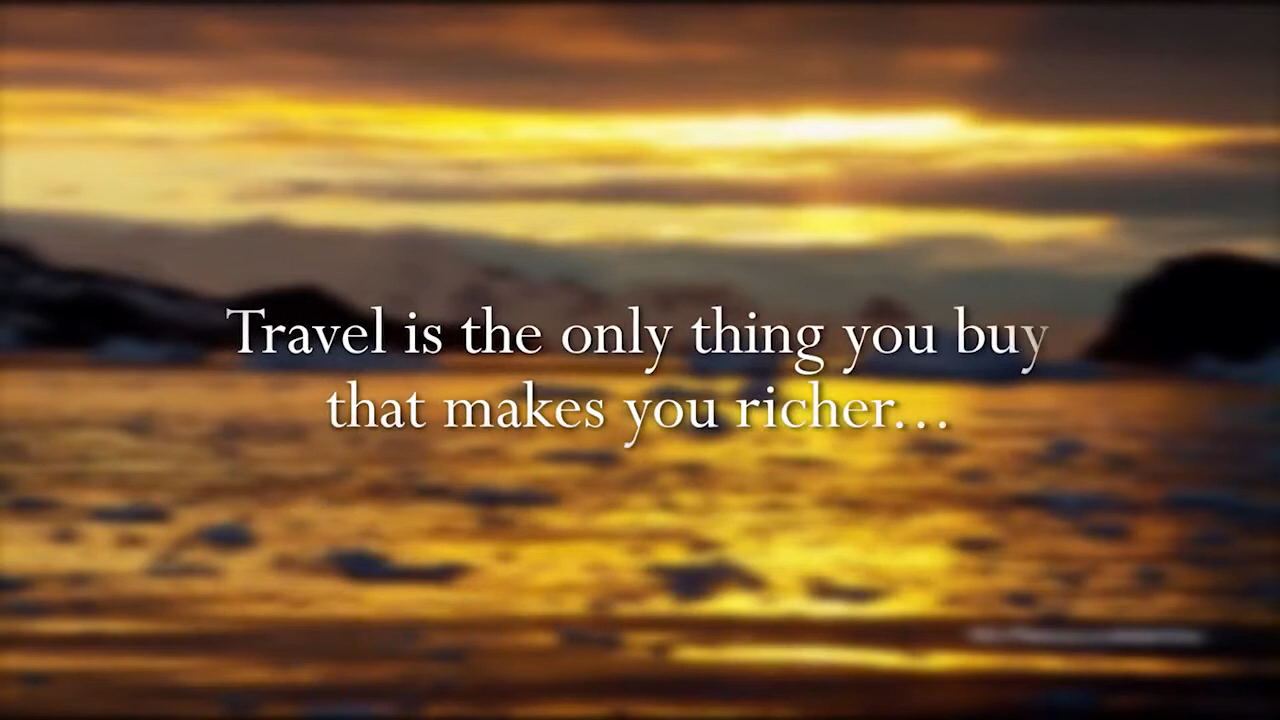 Travel is the only thing you buy
that makes you richer…